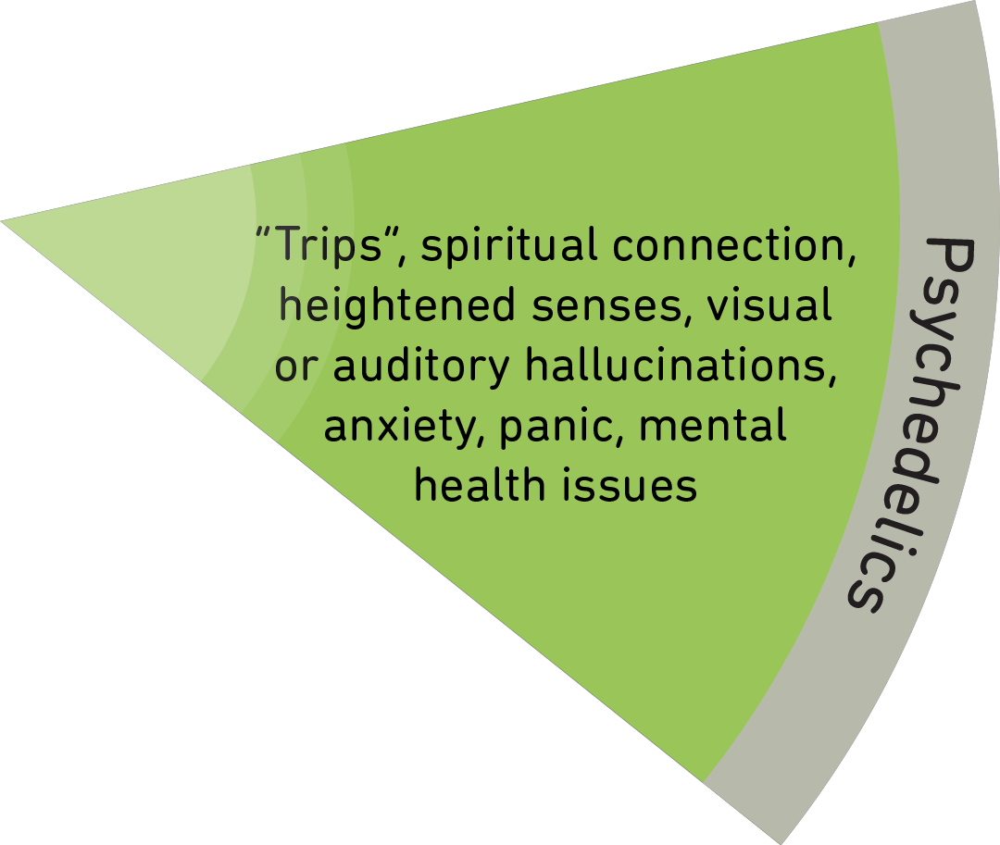 "Trips", spiritual connection,
heightened senses, visual
or auditory hallucinations,
anxiety, panic, mental
health issues
Psychedelics